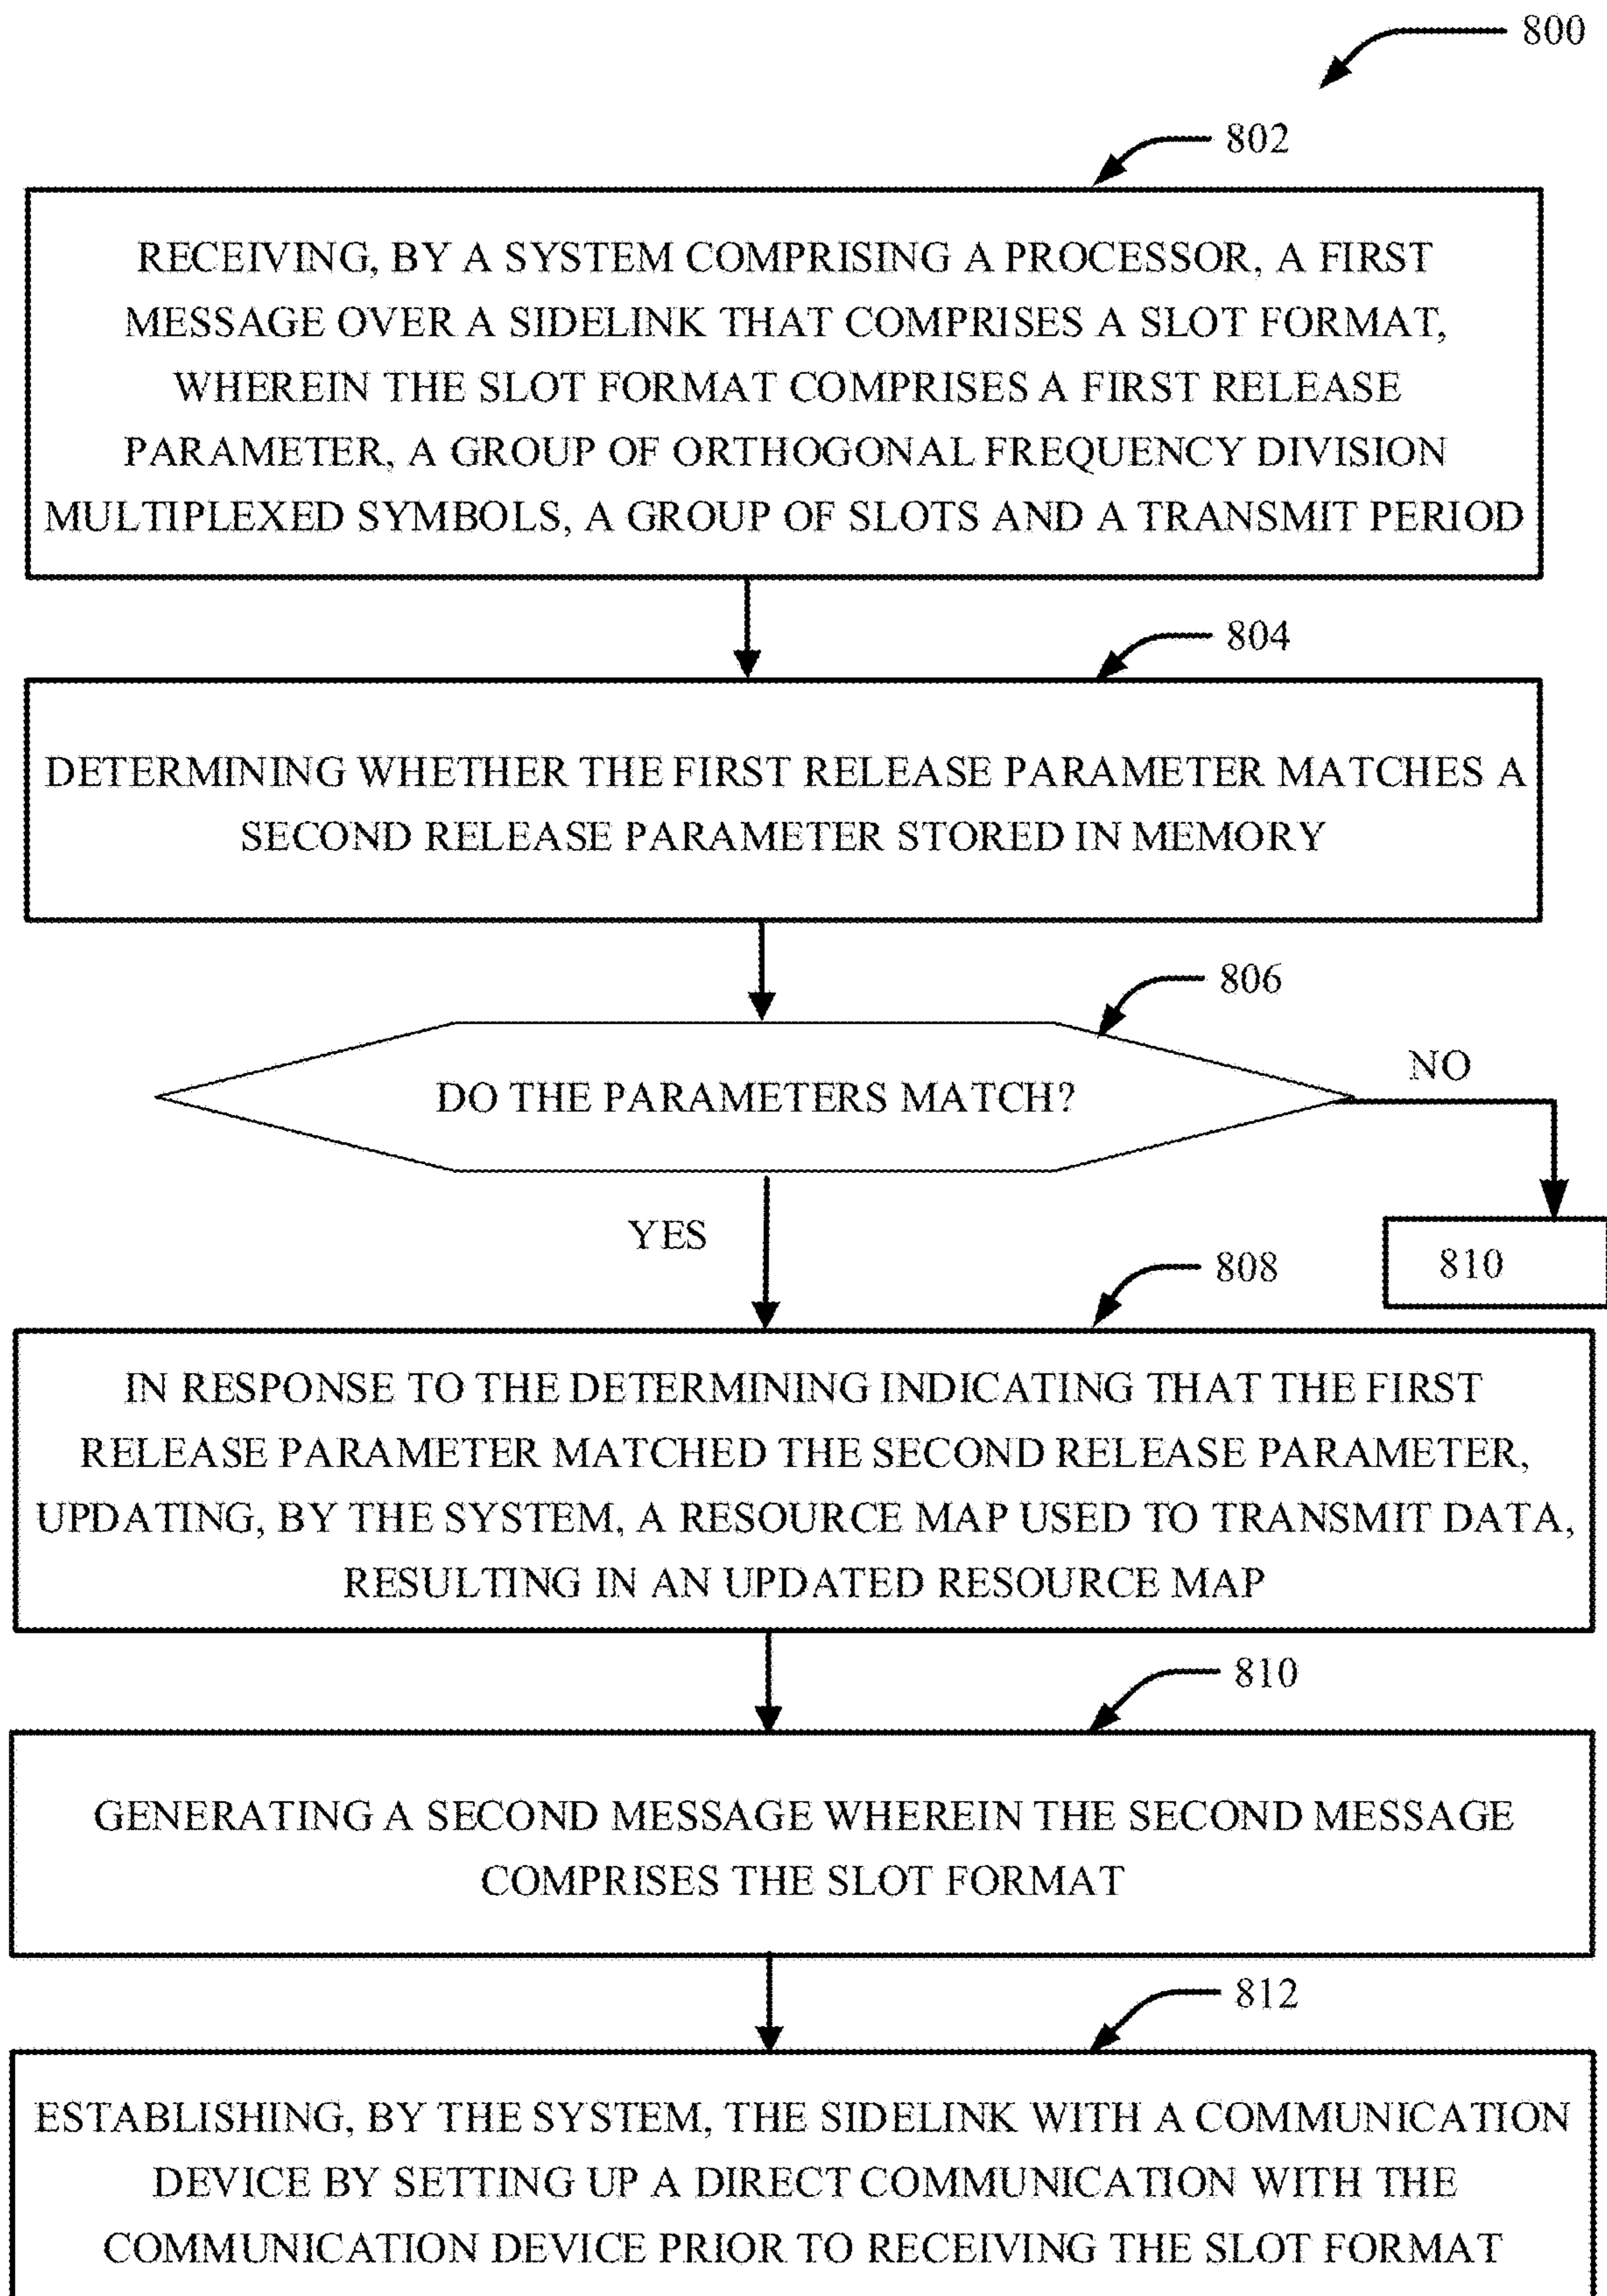 800
802
RECEIVING, BY A SYSTEM COMPRISING A PROCESSOR, A FIRST
MESSAGE OVER A SIDELINK THAT COMPRISES A SLOT FORMAT,
WHEREIN THE SLOT FORMAT COMPRISES A FIRST RELEASE
PARAMETER, A GROUP OF ORTHOGONAL FREQUENCY DIVISION
MULTIPLEXED SYMBOLS, A GROUP OF SLOTS AND A TRANSMIT PERIOD
804
DETERMINING WHETHER THE FIRST RELEASE PARAMETER MATCHES A
SECOND RELEASE PARAMETER STORED IN MEMORY
806
DO THE PARAMETERS MATCH?
NO
810
YES
808
IN RESPONSE TO THE DETERMINING INDICATING THAT THE FIRST
RELEASE PARAMETER MATCHED THE SECOND RELEASE PARAMETER,
UPDATING, BY THE SYSTEM, A RESOURCE MAP USED TO TRANSMIT DATA,
RESULTING IN AN UPDATED RESOURCE MAP
810
GENERATING A SECOND MESSAGE WHEREIN THE SECOND MESSAGE
COMPRISES THE SLOT FORMAT
812
ESTABLISHING, BY THE SYSTEM, THE SIDELINK WITH A COMMUNICATION
DEVICE BY SETTING UP A DIRECT COMMUNICATION WITH THE
COMMUNICATION DEVICE PRIOR TO RECEIVING THE SLOT FORMAT